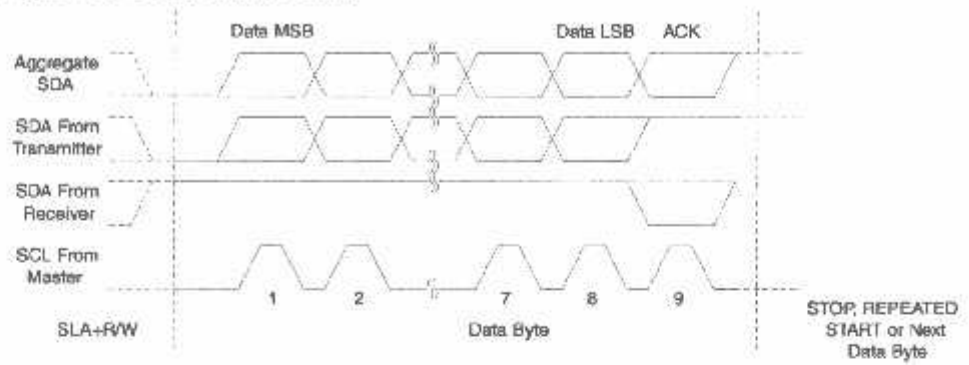 Data MSB
Data LSB
ACK
Aggregate
SDA
SDA From
Transmitter
SDA From
Receiver
SCL From
Master
1
2
7
8
9
SLA+R/W
Data Byte
STOP, REPEATED
START or Next
Data Byte